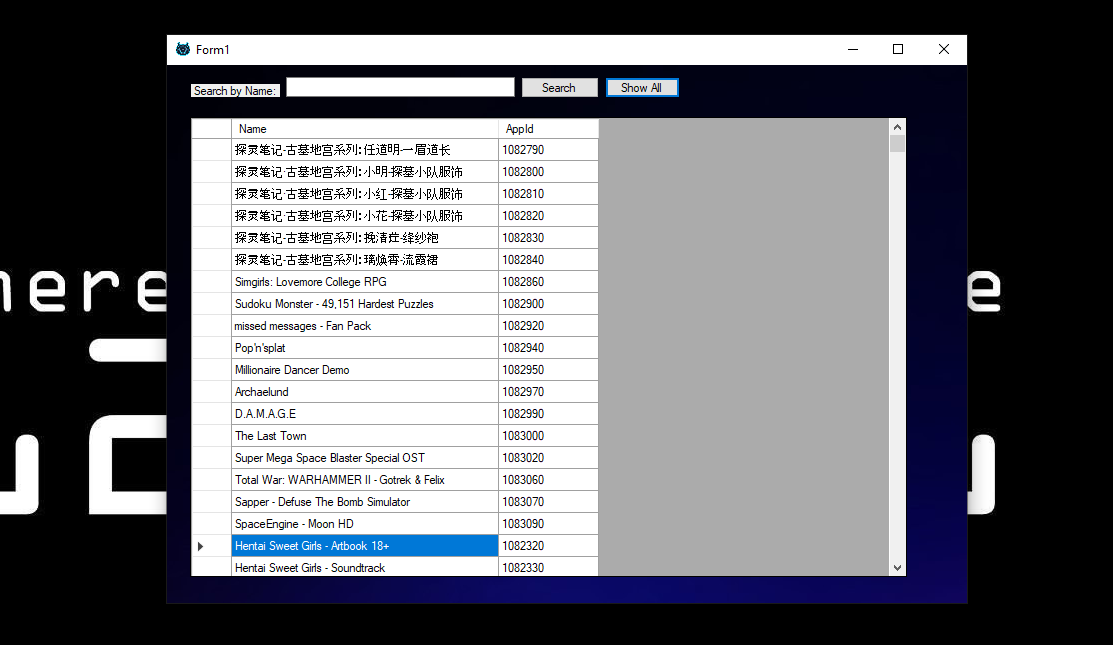 Form1
Search by Name:
Search
Show All
Name AppId
探灵笔记-古墓地宫系列:任道明-一眉道长 1082790
探灵笔记-古墓地宫系列:小明-探墓小队服饰 1082800
探灵笔记-古墓地宫系列:小红-探墓小队服饰 1082810
探灵笔记-古墓地宫系列:小花-探墓小队服饰 1082820
探灵笔记-古墓地宫系列:挽清茳-绛纱袍 1082830
探灵笔记-古墓地宫系列:璃焕霄-流霞裙 1082840
Simgirls: Lovemore College RPG 1082860
Sudoku Monster - 49,151 Hardest Puzzles 1082900
missed messages - Fan Pack 1082920
Pop'n'splat 1082940
Millionaire Dancer Demo 1082950
Archaelund 1082970
D.A.M.A.G.E 1082990
The Last Town 1083000
Super Mega Space Blaster Special OST 1083020
Total War: WARHAMMER II - Gotrek & Felix 1083060
Sapper - Defuse The Bomb Simulator 1083070
SpaceEngine - Moon HD 1083090
Hentai Sweet Girls - Artbook 18+ 1082320
Hentai Sweet Girls - Soundtrack 1082330